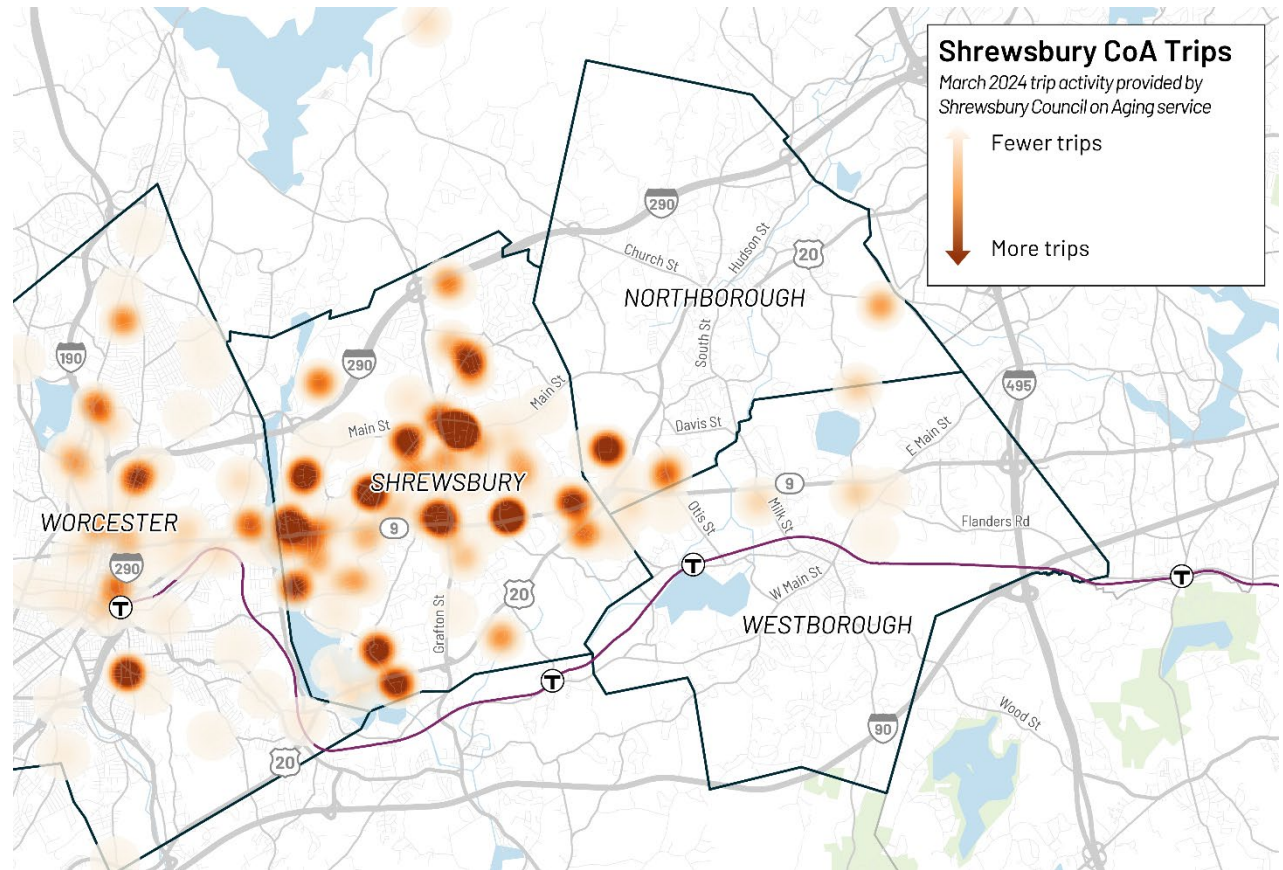 Shrewsbury CoA Trips
March 2024 trip activity provided by
Shrewsbury Council on Aging service
Fewer trips
More trips
290
Church St
Hudson St
20
NORTHBOROUGH
South St
190
290
Main St
495
Main St
Davis St
E Main St
SHREWSBURY
9
WORCESTER
9
Otis St
Milk St
Flanders Rd
290
T
T
T
W Main St
20
Grafton St
WESTBOROUGH
T
90
Wood St
20